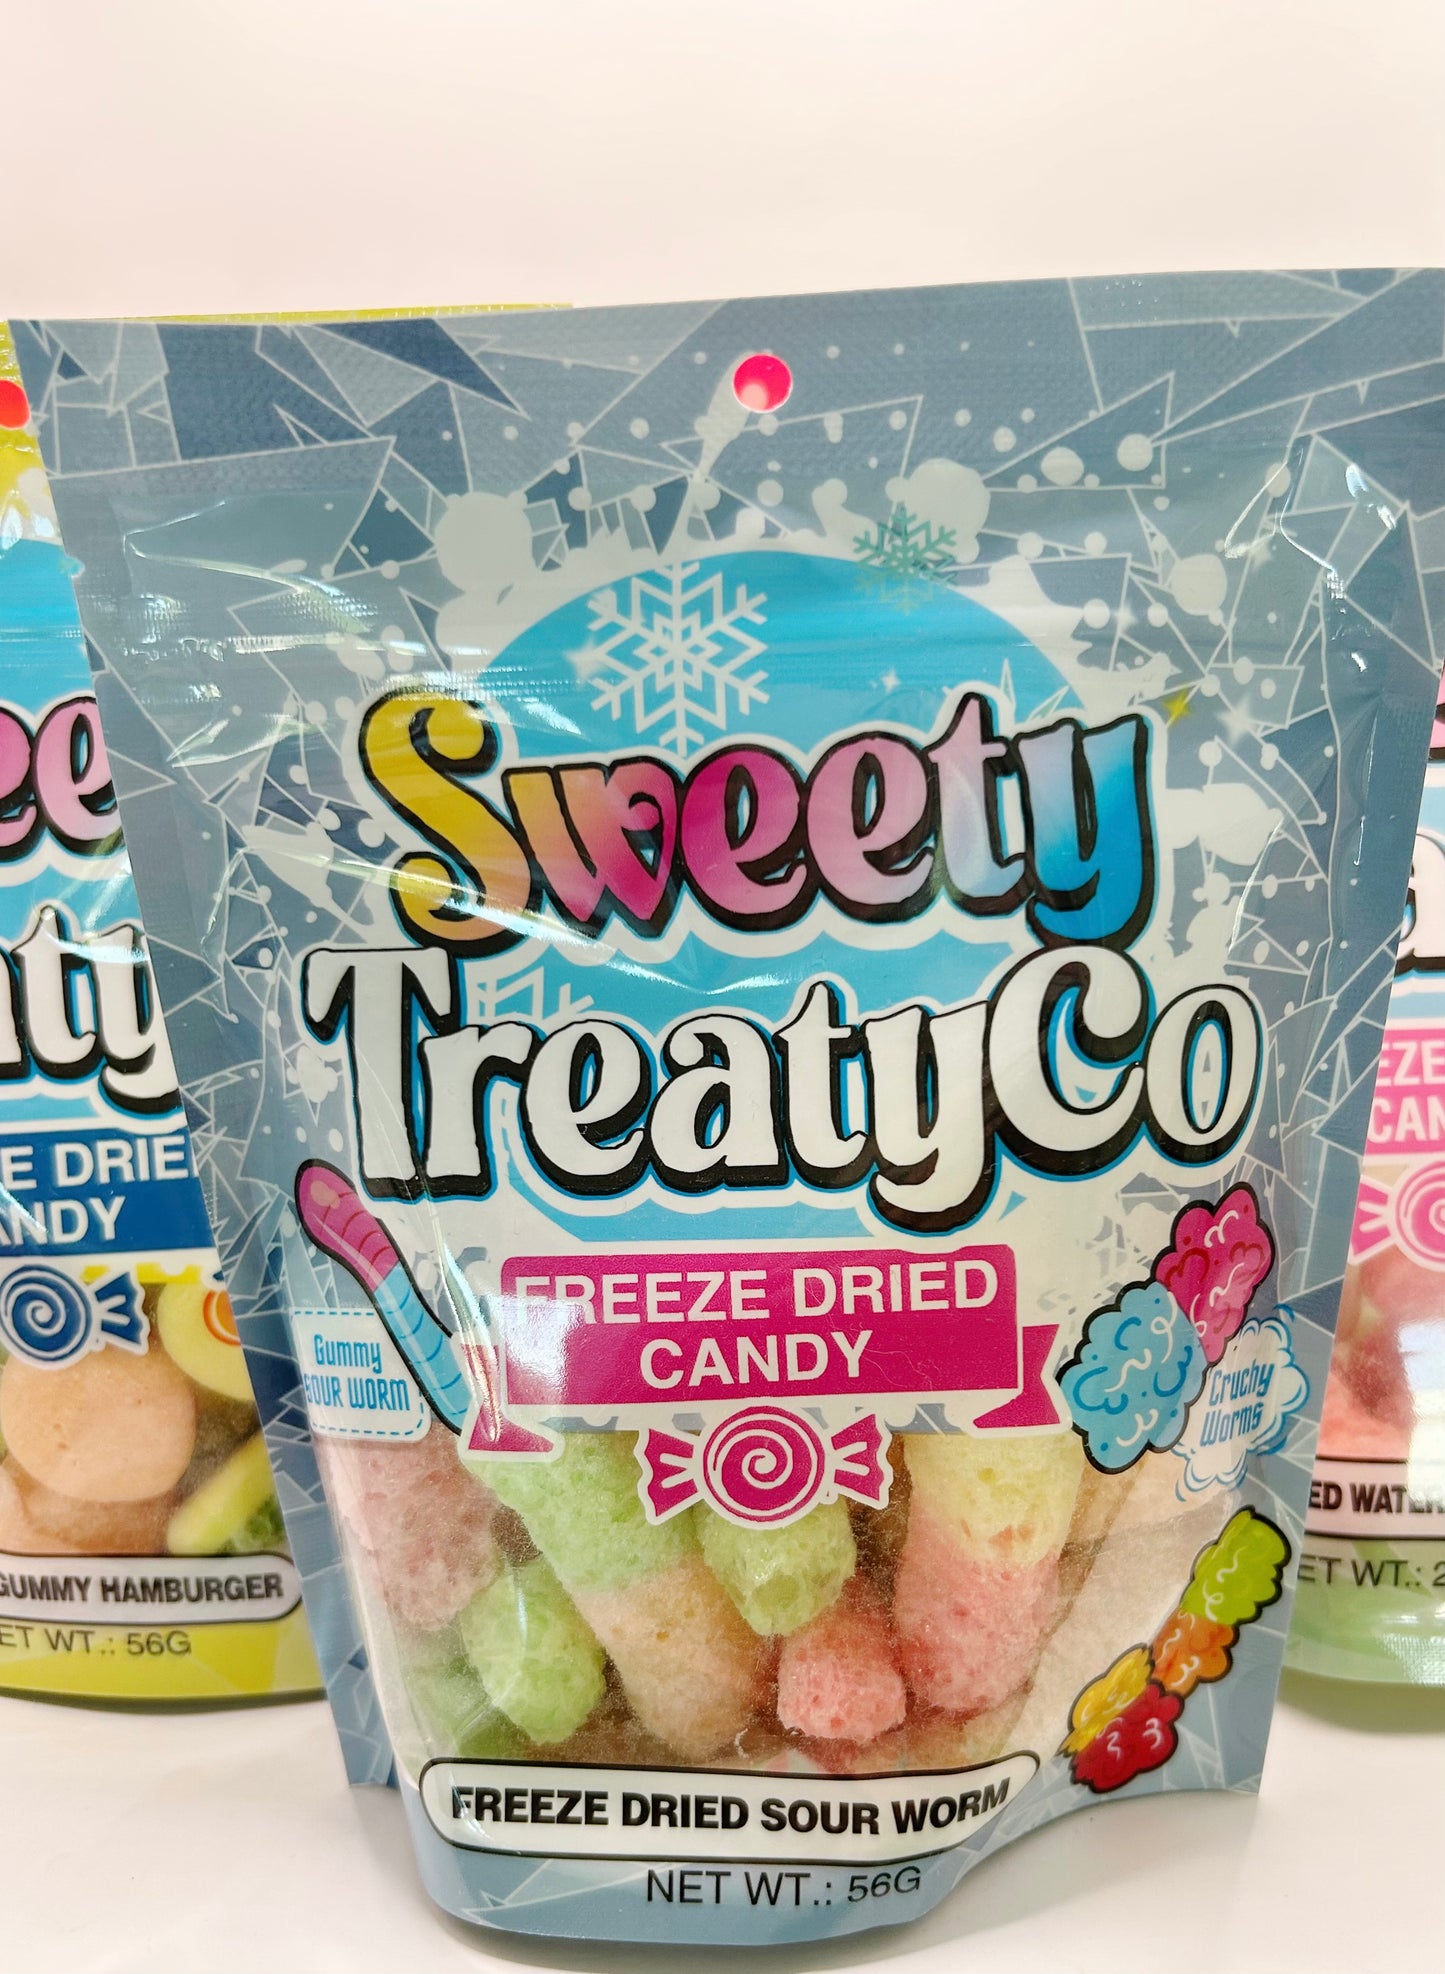 Sweety
TreatyCo
FREEZE DRIED
CANDY
Gummy
SOUR WORM
Cruchy
Worms
FREEZE DRIED SOUR WORM
NET WT.: 56G
GUMMY HAMBURGER
ET WT.: 56G
E DRIE
ANDY
EZE
CAN
ED WATER
ET WT.: 2